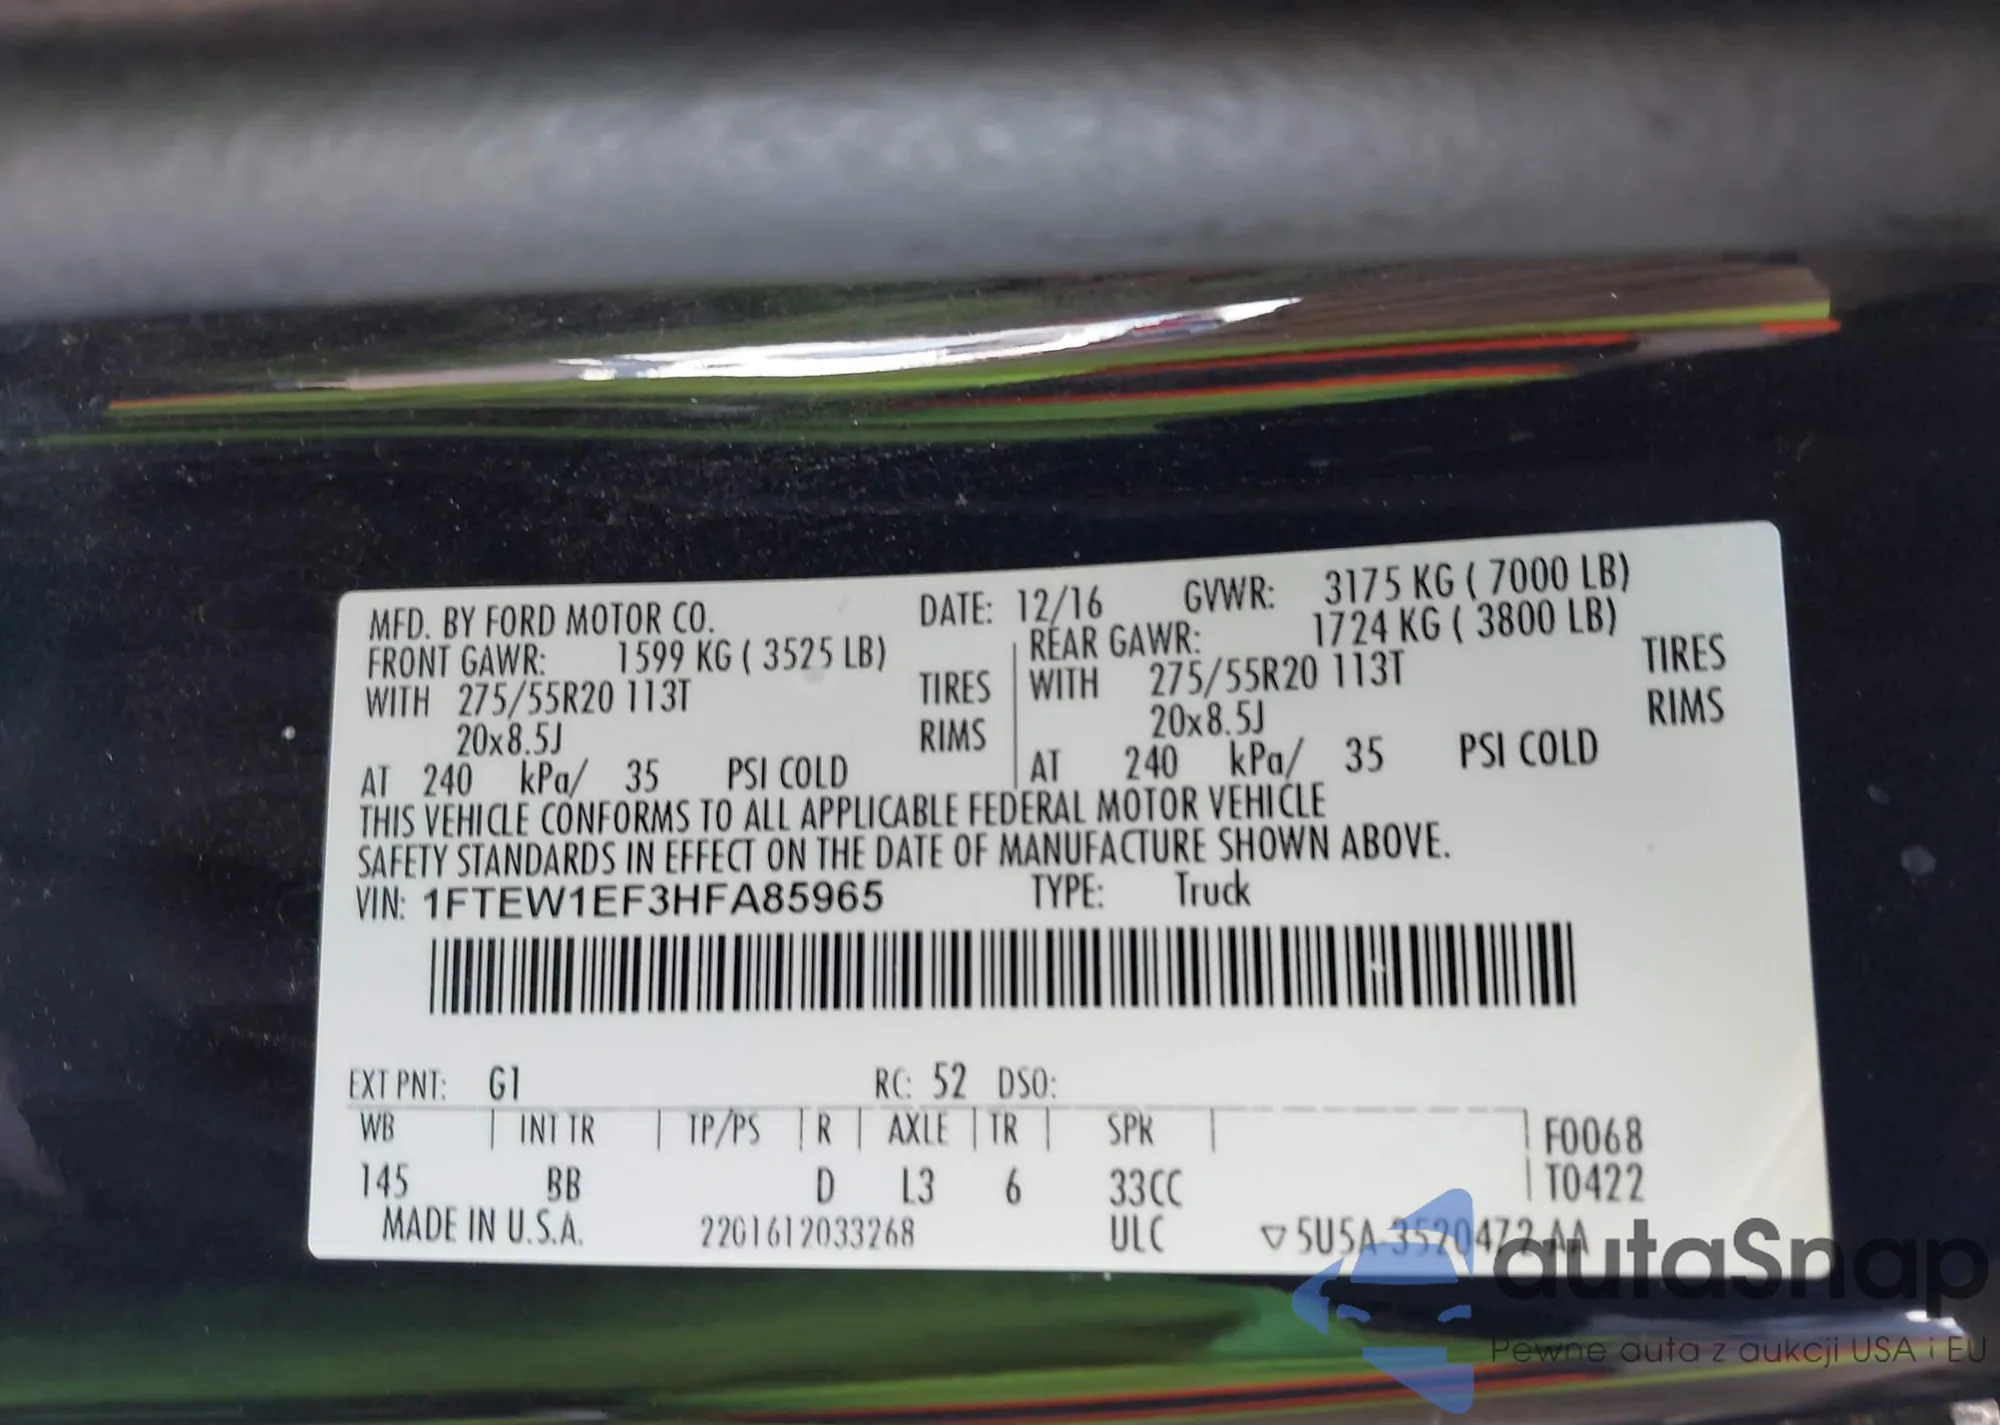 MFD. BY FORD MOTOR CO. DATE: 12/16 GVWR: 3175 KG ( 7000 LB)
FRONT GAWR: 1599 KG ( 3525 LB) REAR GAWR: 1724 KG ( 3800 LB)
WITH 275/55R20 113T TIRES WITH 275/55R20 113T TIRES
20x8.5J RIMS 20x8.5J RIMS
AT 240 kPa/ 35 PSI COLD AT 240 kPa/ 35 PSI COLD
THIS VEHICLE CONFORMS TO ALL APPLICABLE FEDERAL MOTOR VEHICLE
SAFETY STANDARDS IN EFFECT ON THE DATE OF MANUFACTURE SHOWN ABOVE.
VIN: 1FTEW1EF3HFA85965 TYPE: Truck
EXT PNT: G1 RC: 52 DSO:
WB | INT TR | TP/PS | R | AXLE | TR | SPR | F0068
145 BB D L3 6 33CC T0422
MADE IN U.S.A. 2201612033268 ULC ▽5U5A-3520472-AA
autaSnap
Pewne auta z aukcji USA i EU